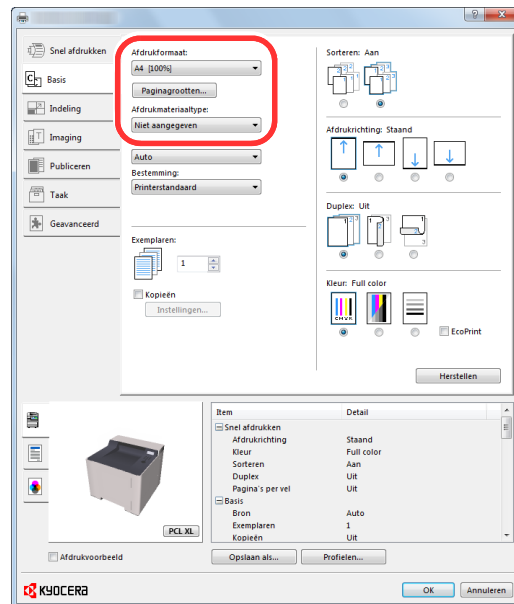 Snel afdrukken
Basis
Indeling
Imaging
Publiceren
Taak
Geavanceerd
Afdrukformaat:
A4 [100%]
Paginagrootten...
Afdrukmateriaaltype:
Niet aangegeven
Auto
Bestemming:
Printerstandaard
Exemplaren:
1
Kopieën
Instellingen...
Sorteren: Aan
Afdrukrichting: Staand
Duplex: Uit
Kleur: Full color
CMYK
EcoPrint
Herstellen
PCL XL
Afdrukvoorbeeld
Item Detail
Snel afdrukken
Afdrukrichting Staand
Kleur Full color
Sorteren Aan
Duplex Uit
Pagina's per vel Uit
Basis
Bron Auto
Exemplaren 1
Kopieën Uit
Opslaan als... Profielen...
KYOCERA
OK Annuleren